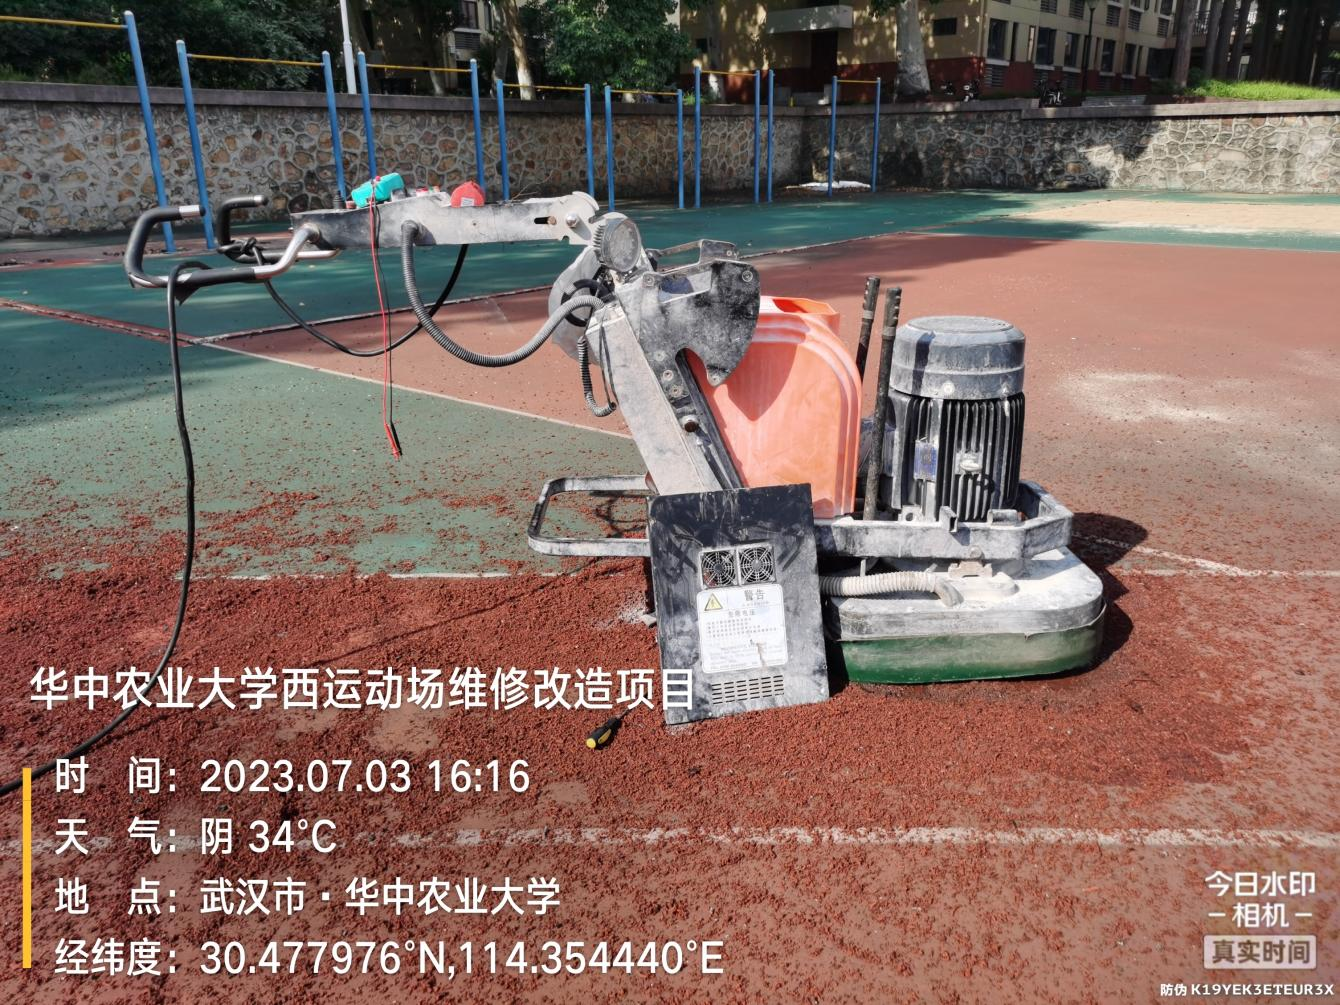 警告
华中农业大学西运动场维修改造项目
时 间：2023.07.03 16:16
天 气：阴 34°C
地 点：武汉市·华中农业大学
经纬度：30.477976°N,114.354440°E
今日水印
-相机-
真实时间
防伪 K19YEK3ETEUR3X